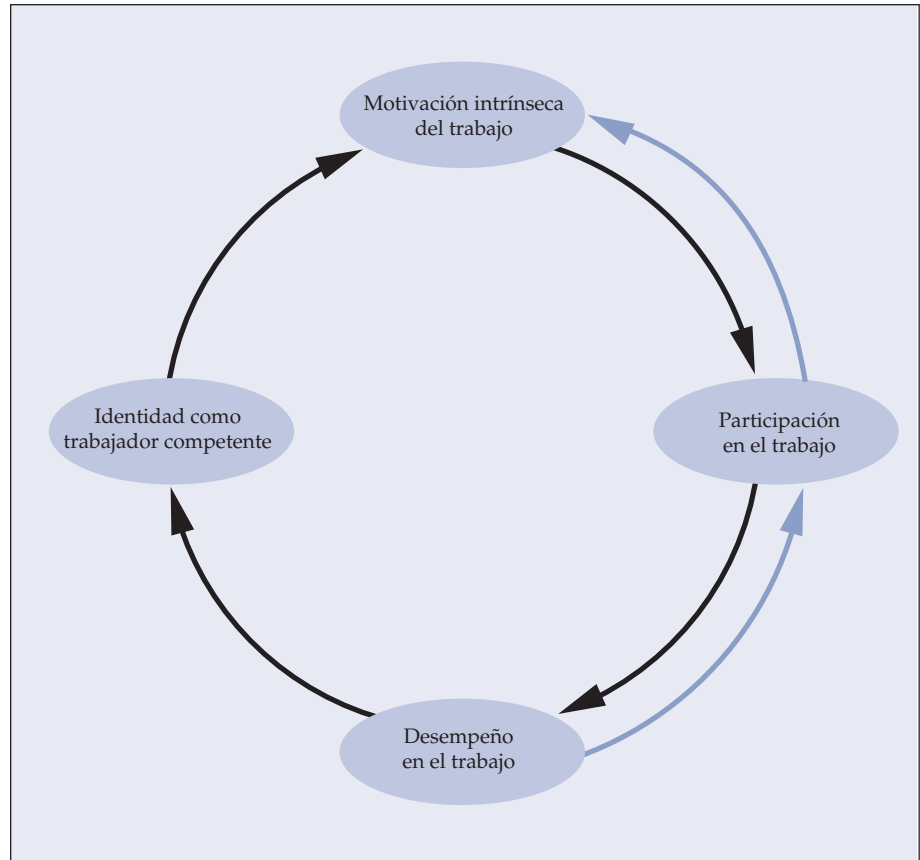 Motivación intrínseca
del trabajo
Identidad como
trabajador competente
Participación
en el trabajo
Desempeño
en el trabajo